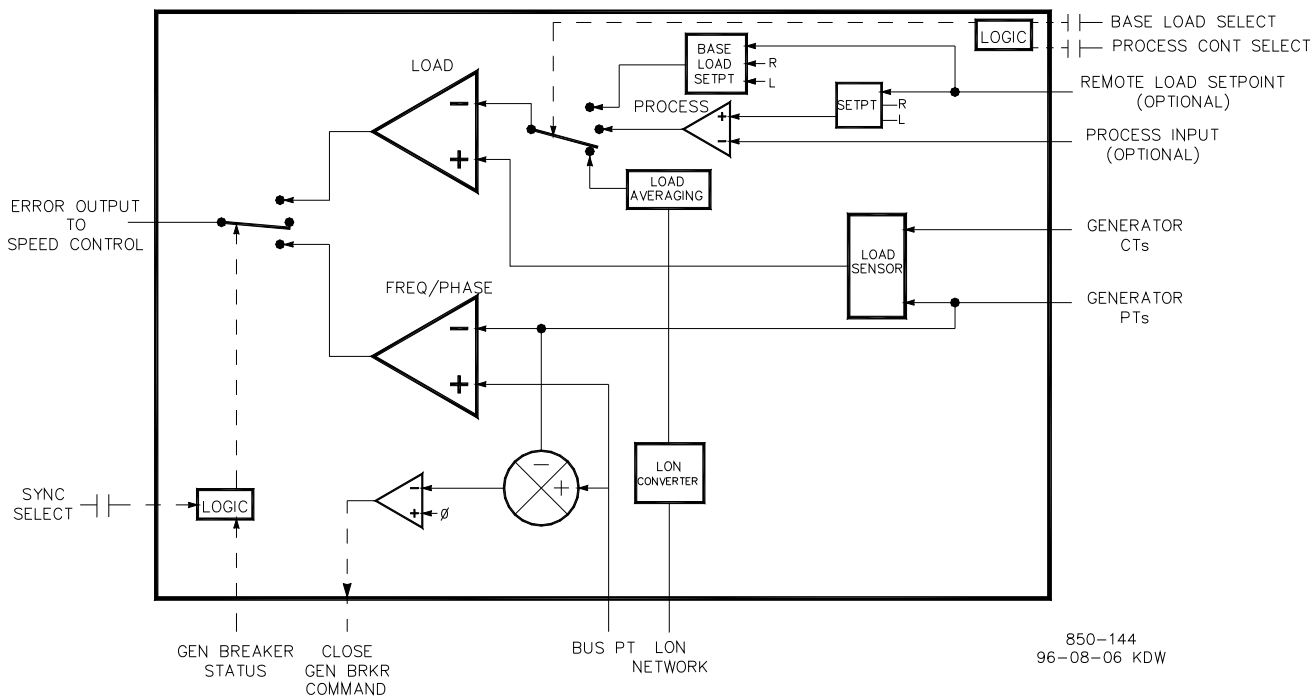 BASE LOAD SELECT
LOGIC
PROCESS CONT SELECT
BASE
LOAD
SETPT
R
L
LOAD
REMOTE LOAD SETPOINT
(OPTIONAL)
SETPT
R
L
PROCESS
+
−
PROCESS INPUT
(OPTIONAL)
−
+
LOAD
AVERAGING
ERROR OUTPUT
TO
SPEED CONTROL
GENERATOR
CTs
LOAD
SENSOR
FREQ/PHASE
GENERATOR
PTs
−
+
LON
CONVERTER
−
+
SYNC
SELECT
LOGIC
−
+
Ø
GEN BREAKER
STATUS
CLOSE
GEN BRKR
COMMAND
BUS PT
LON
NETWORK
850-144
96-08-06 KDW